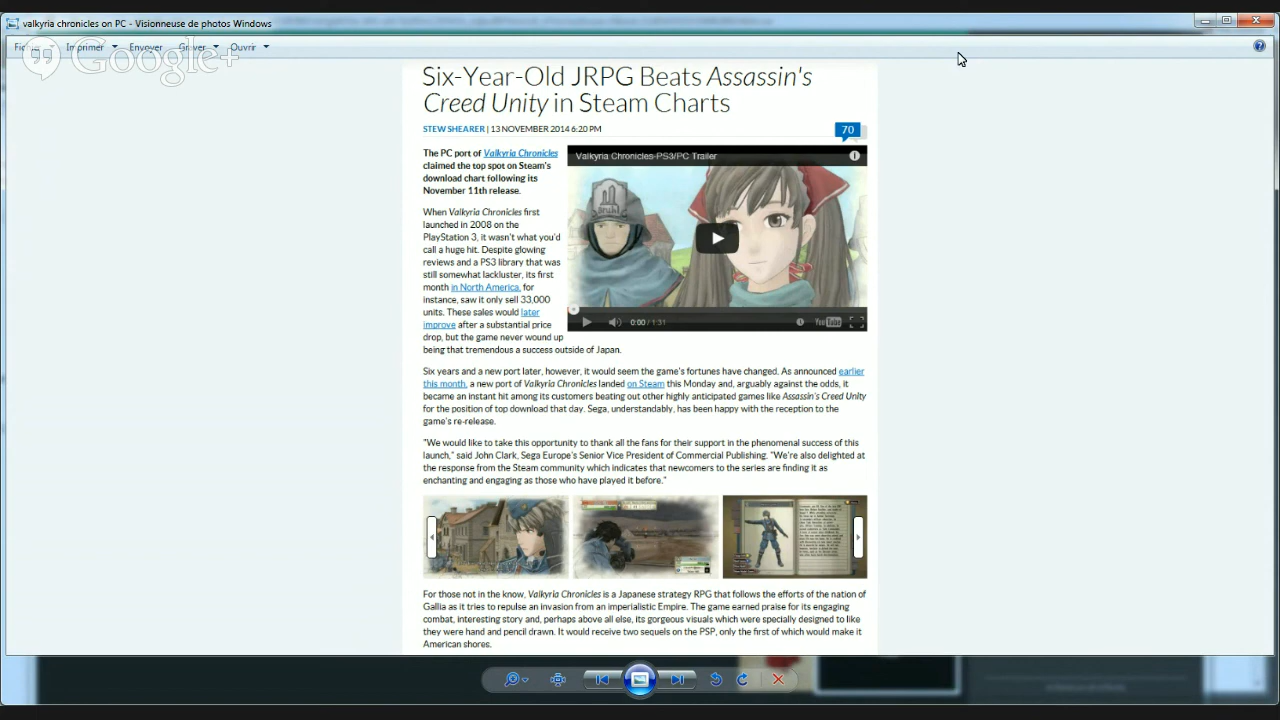 valkyria chronicles on PC - Visionneuse de photos Windows
Imprimer Envoyer Graver Ouvrir
Google+
Six-Year-Old JRPG Beats Assassin's
Creed Unity in Steam Charts
STEW SHEARER | 13 NOVEMBER 2014 6:20 PM
70
The PC port of Valkyria Chronicles
claimed the top spot on Steam's
download chart following its
November 11th release.
Valkyria Chronicles-PS3/PC Trailer
0:00 / 1:31
YouTube
When Valkyria Chronicles first
launched in 2008 on the
PlayStation 3, it wasn't what you'd
call a huge hit. Despite glowing
reviews and a PS3 library that was
still somewhat lackluster, its first
month in North America, for
instance, saw it only sell 33,000
units. These sales would later
improve after a substantial price
drop, but the game never wound up
being that tremendous a success outside of Japan.
Six years and a new port later, however, it would seem the game's fortunes have changed. As announced earlier
this month, a new port of Valkyria Chronicles landed on Steam this Monday and, arguably against the odds, it
became an instant hit among its customers beating out other highly anticipated games like Assassin's Creed Unity
for the position of top download that day. Sega, understandably, has been happy with the reception to the
game's re-release.
"We would like to take this opportunity to thank all the fans for their support in the phenomenal success of this
launch," said John Clark, Sega Europe's Senior Vice President of Commercial Publishing. "We're also delighted at
the response from the Steam community which indicates that newcomers to the series are finding it as
enchanting and engaging as those who have played it before."
For those not in the know, Valkyria Chronicles is a Japanese strategy RPG that follows the efforts of the nation of
Gallia as it tries to repulse an invasion from an imperialistic Empire. The game earned praise for its engaging
combat, interesting story and, perhaps above all else, its gorgeous visuals which were specially designed to like
they were hand and pencil drawn. It would receive two sequels on the PSP, only the first of which would make it
American shores.